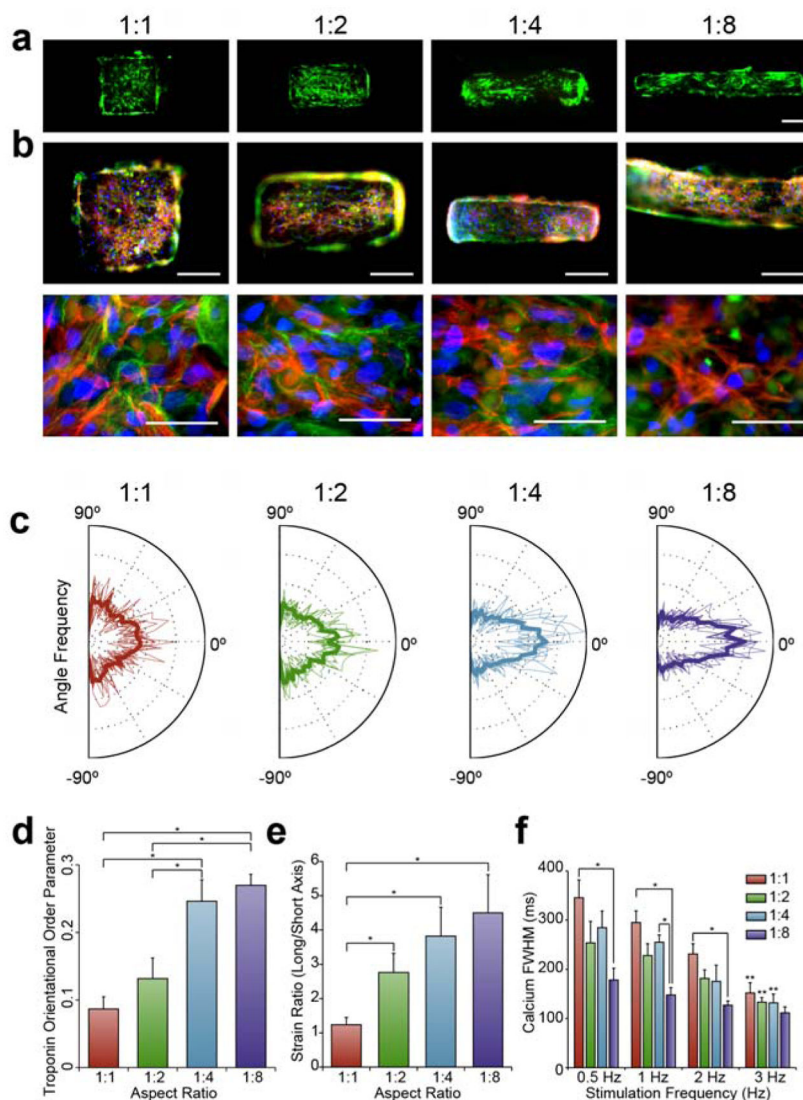 a 1:1 1:2 1:4 1:8
b
1:1 1:2 1:4 1:8
c 90º 90º 90º 90º
Angle Frequency
0º 0º 0º 0º
-90º -90º -90º -90º
d
Troponin Orientational Order Parameter
0.3
0.2
0.1
0
* * * *
1:1 1:2 1:4 1:8
Aspect Ratio
e
Strain Ratio (Long/Short Axis)
6
5
4
3
2
1
0
* * *
1:1 1:2 1:4 1:8
Aspect Ratio
f
Calcium FWHM (ms)
400
300
200
100
0
* * * *
** ** **
1:1
1:2
1:4
1:8
0.5 Hz 1 Hz 2 Hz 3 Hz
Stimulation Frequency (Hz)